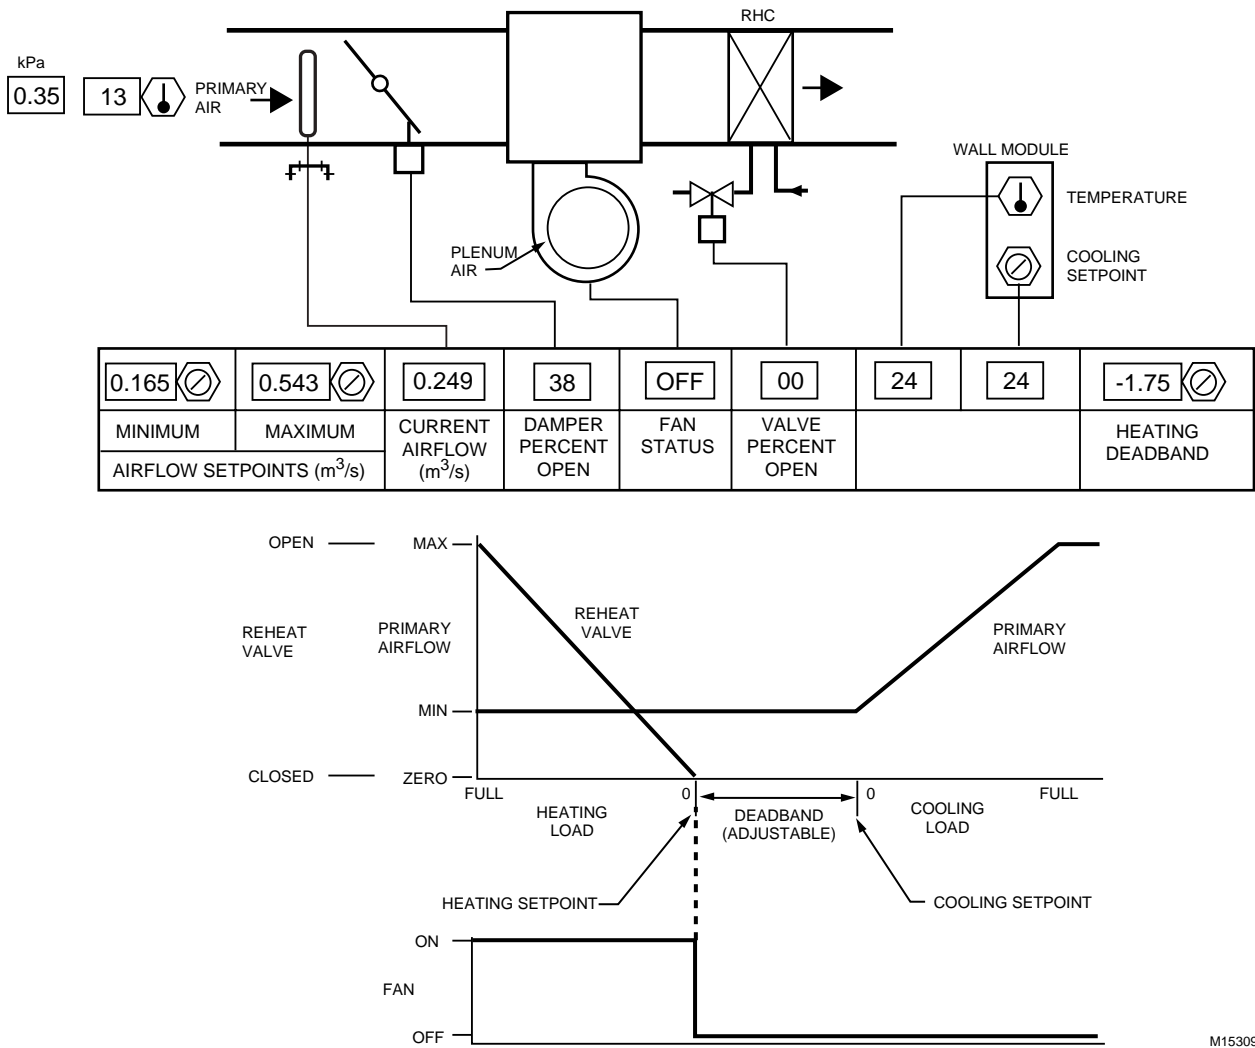 RHC
kPa
0.35
13
PRIMARY
AIR
WALL MODULE
TEMPERATURE
COOLING
SETPOINT
PLENUM
AIR
0.165 0.543 0.249 38 OFF 00 24 24 -1.75
MINIMUM
MAXIMUM
AIRFLOW SETPOINTS (m³/s)
CURRENT
AIRFLOW
(m³/s)
DAMPER
PERCENT
OPEN
FAN
STATUS
VALVE
PERCENT
OPEN
HEATING
DEADBAND
OPEN
MAX
REHEAT
VALVE
PRIMARY
AIRFLOW
REHEAT
VALVE
PRIMARY
AIRFLOW
MIN
CLOSED
ZERO
FULL
0
0
FULL
HEATING
LOAD
DEADBAND
(ADJUSTABLE)
COOLING
LOAD
HEATING SETPOINT
COOLING SETPOINT
ON
FAN
OFF
M15309